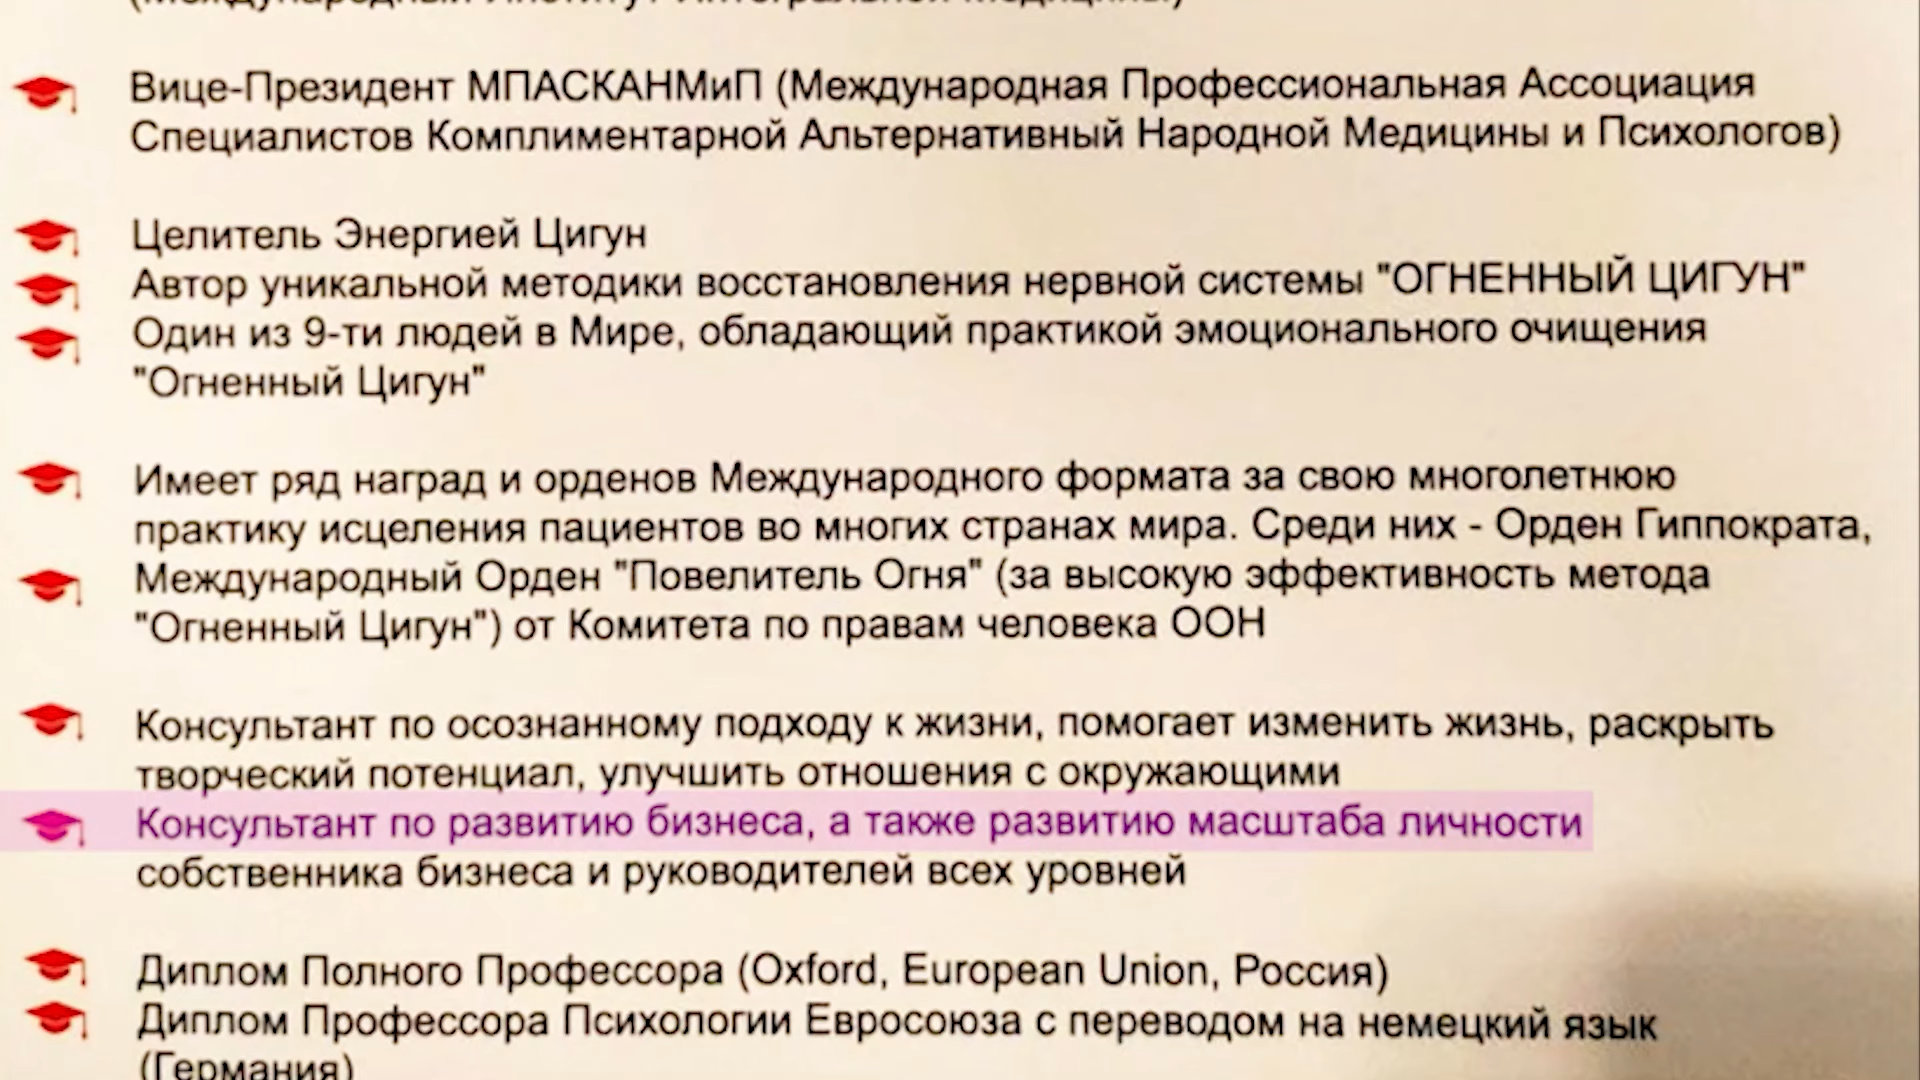 (Международный Институт Интегральной Медицины)
Вице-Президент МПАСКАНМиП (Международная Профессиональная Ассоциация
Специалистов Комплиментарной Альтернативный Народной Медицины и Психологов)
Целитель Энергией Цигун
Автор уникальной методики восстановления нервной системы "ОГНЕННЫЙ ЦИГУН"
Один из 9-ти людей в Мире, обладающий практикой эмоционального очищения
"Огненный Цигун"
Имеет ряд наград и орденов Международного формата за свою многолетнюю
практику исцеления пациентов во многих странах мира. Среди них - Орден Гиппократа,
Международный Орден "Повелитель Огня" (за высокую эффективность метода
"Огненный Цигун") от Комитета по правам человека ООН
Консультант по осознанному подходу к жизни, помогает изменить жизнь, раскрыть
творческий потенциал, улучшить отношения с окружающими
Консультант по развитию бизнеса, а также развитию масштаба личности
собственника бизнеса и руководителей всех уровней
Диплом Полного Профессора (Oxford, European Union, Россия)
Диплом Профессора Психологии Евросоюза с переводом на немецкий язык
(Германия)